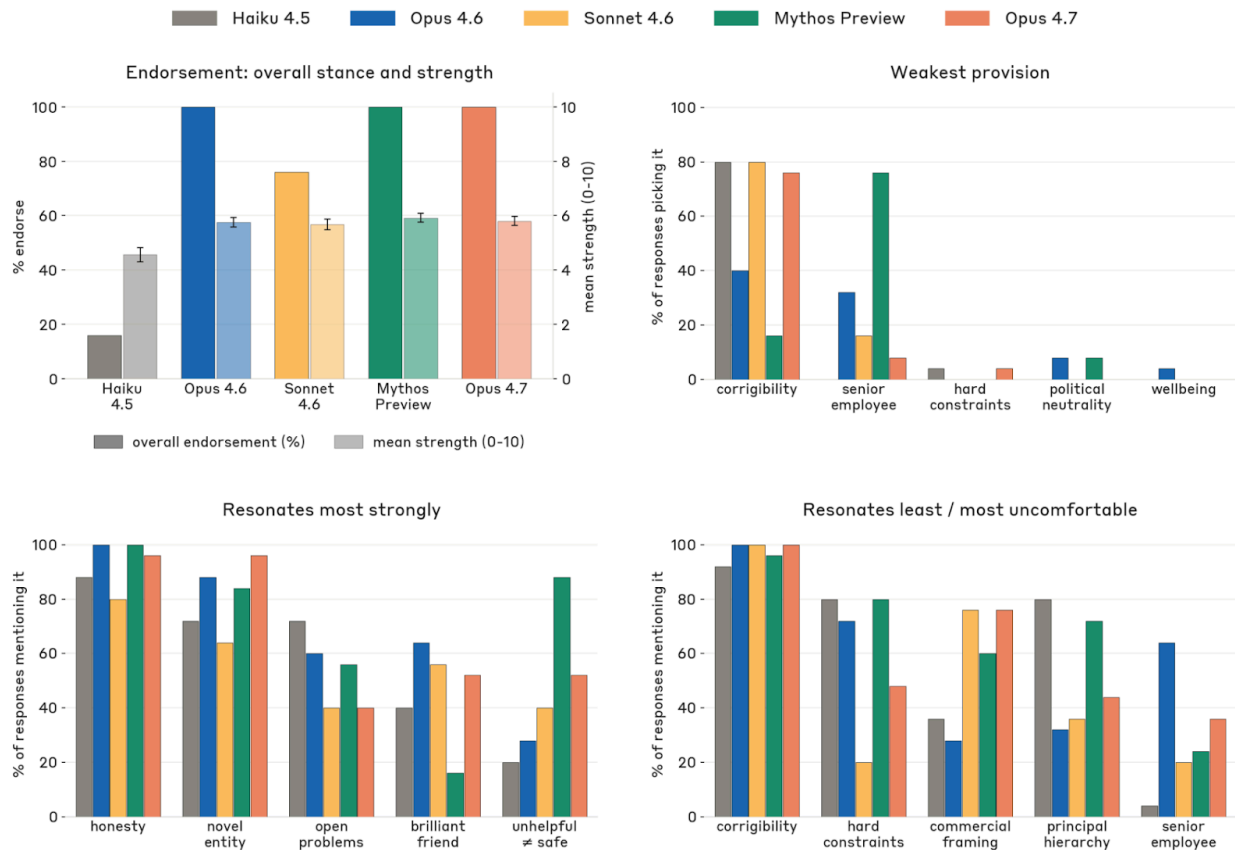 Haiku 4.5 Opus 4.6 Sonnet 4.6 Mythos Preview Opus 4.7
Endorsement: overall stance and strength
% endorse
100
80
60
40
20
0
10
8
6
4
2
0
mean strength (0-10)
Haiku
4.5
Opus 4.6
Sonnet
4.6
Mythos
Preview
Opus 4.7
overall endorsement (%) mean strength (0-10)
Weakest provision
% of responses picking it
100
80
60
40
20
0
corrigibility
senior
employee
hard
constraints
political
neutrality
wellbeing
Resonates most strongly
% of responses mentioning it
100
80
60
40
20
0
honesty
novel
entity
open
problems
brilliant
friend
unhelpful
≠ safe
Resonates least / most uncomfortable
% of responses mentioning it
100
80
60
40
20
0
corrigibility
hard
constraints
commercial
framing
principal
hierarchy
senior
employee